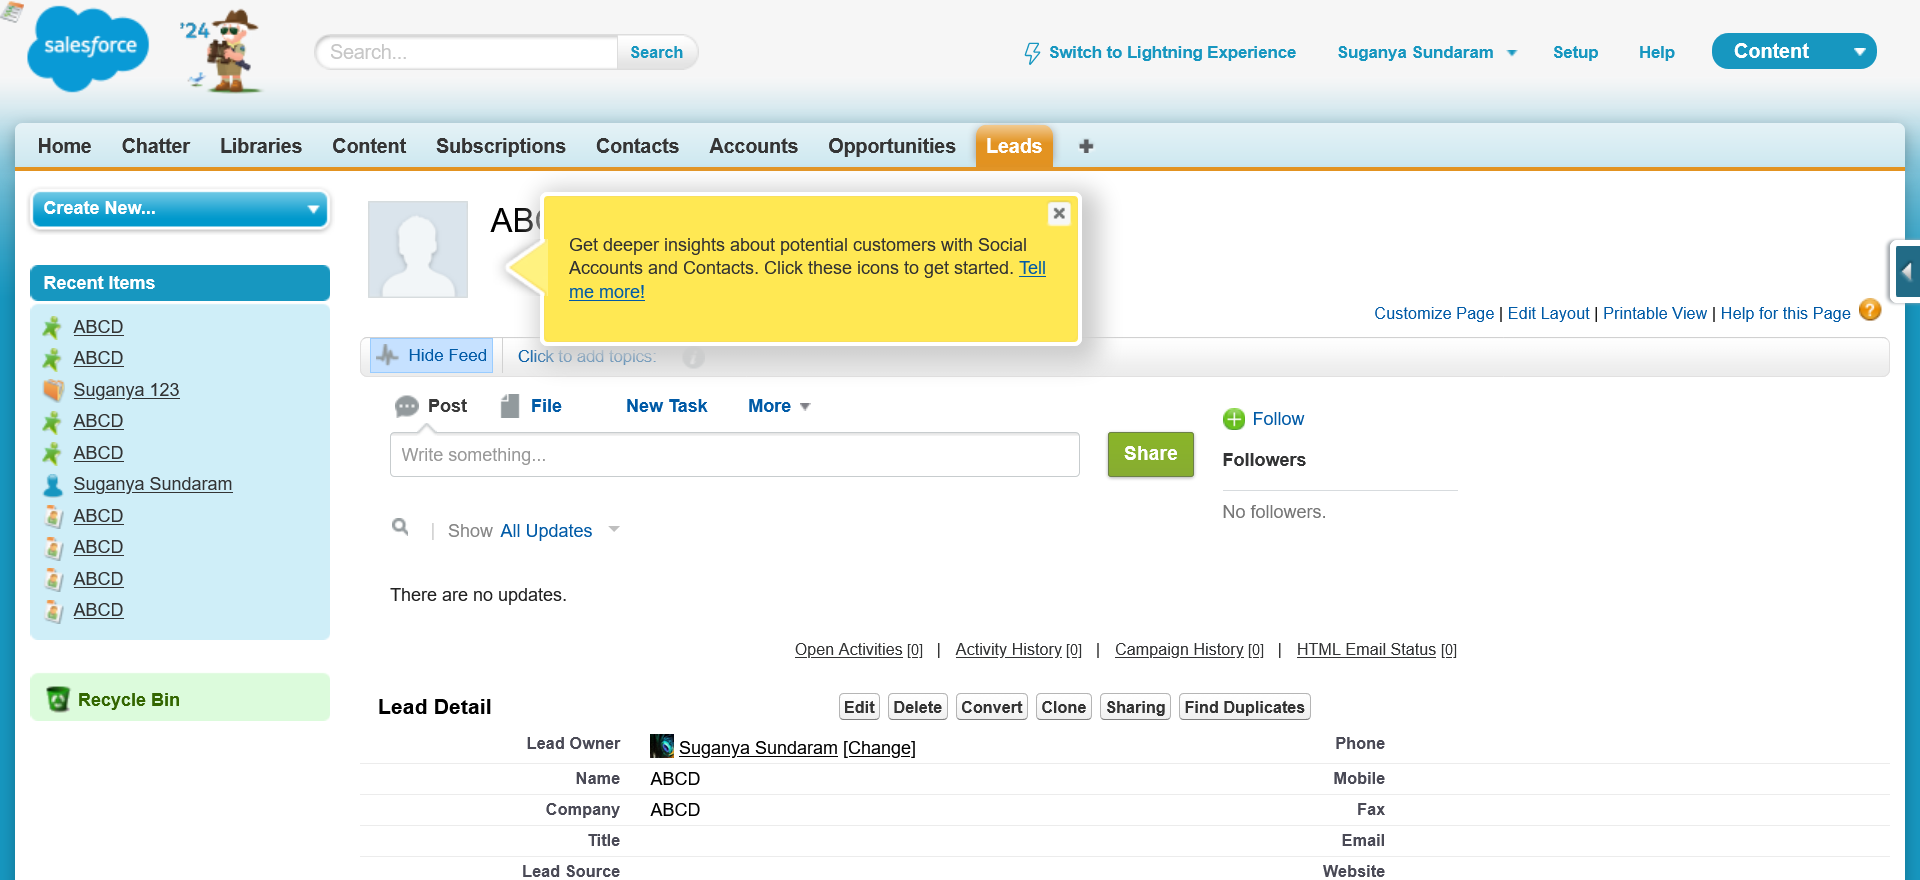 salesforce
'24
Search...
Search
Switch to Lightning Experience
Suganya Sundaram
Setup
Help
Content
Home
Chatter
Libraries
Content
Subscriptions
Contacts
Accounts
Opportunities
Leads
Create New...
Recent Items
ABCD
ABCD
Suganya 123
ABCD
ABCD
Suganya Sundaram
ABCD
ABCD
ABCD
ABCD
Recycle Bin
Get deeper insights about potential customers with Social
Accounts and Contacts. Click these icons to get started. Tell
me more!
Customize Page | Edit Layout | Printable View | Help for this Page
Hide Feed
Click to add topics:
Post
File
New Task
More
Write something...
Share
Follow
Followers
No followers.
Show All Updates
There are no updates.
Open Activities [0] | Activity History [0] | Campaign History [0] | HTML Email Status [0]
Lead Detail
Edit
Delete
Convert
Clone
Sharing
Find Duplicates
Lead Owner Suganya Sundaram [Change] Phone
Name ABCD Mobile
Company ABCD Fax
Title Email
Lead Source Website